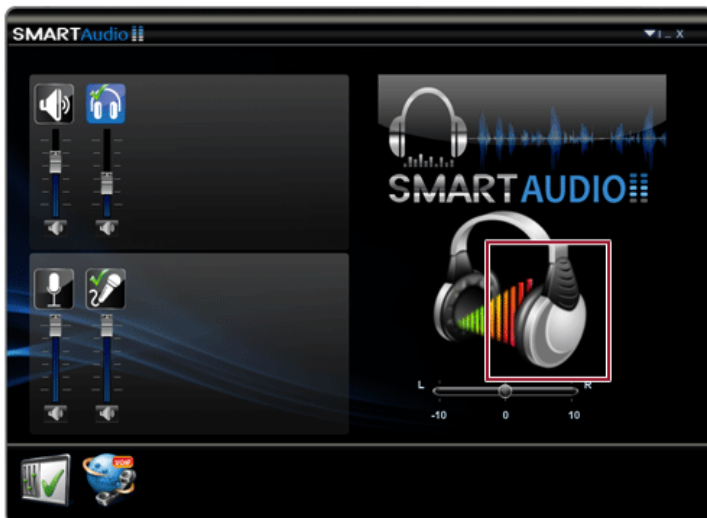 SMARTAudio
I _ X
SMARTAUDIO
L R
-10 0 10
VOIP